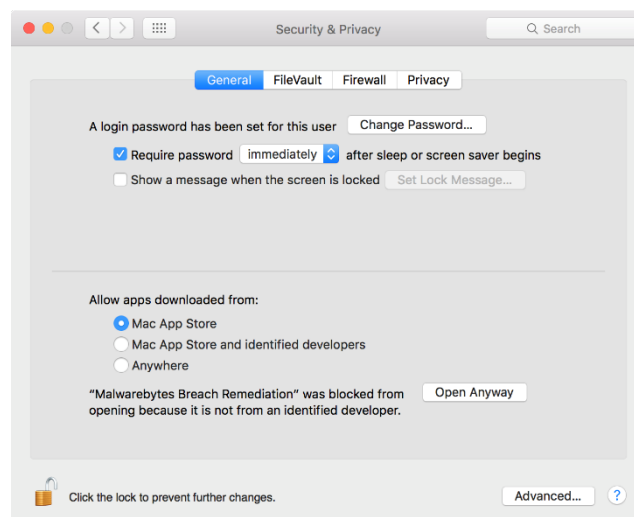 Security & Privacy
Search
General FileVault Firewall Privacy
A login password has been set for this user Change Password...
Require password immediately after sleep or screen saver begins
Show a message when the screen is locked Set Lock Message...
Allow apps downloaded from:
Mac App Store
Mac App Store and identified developers
Anywhere
“Malwarebytes Breach Remediation” was blocked from
opening because it is not from an identified developer.
Open Anyway
Click the lock to prevent further changes.
Advanced...
?